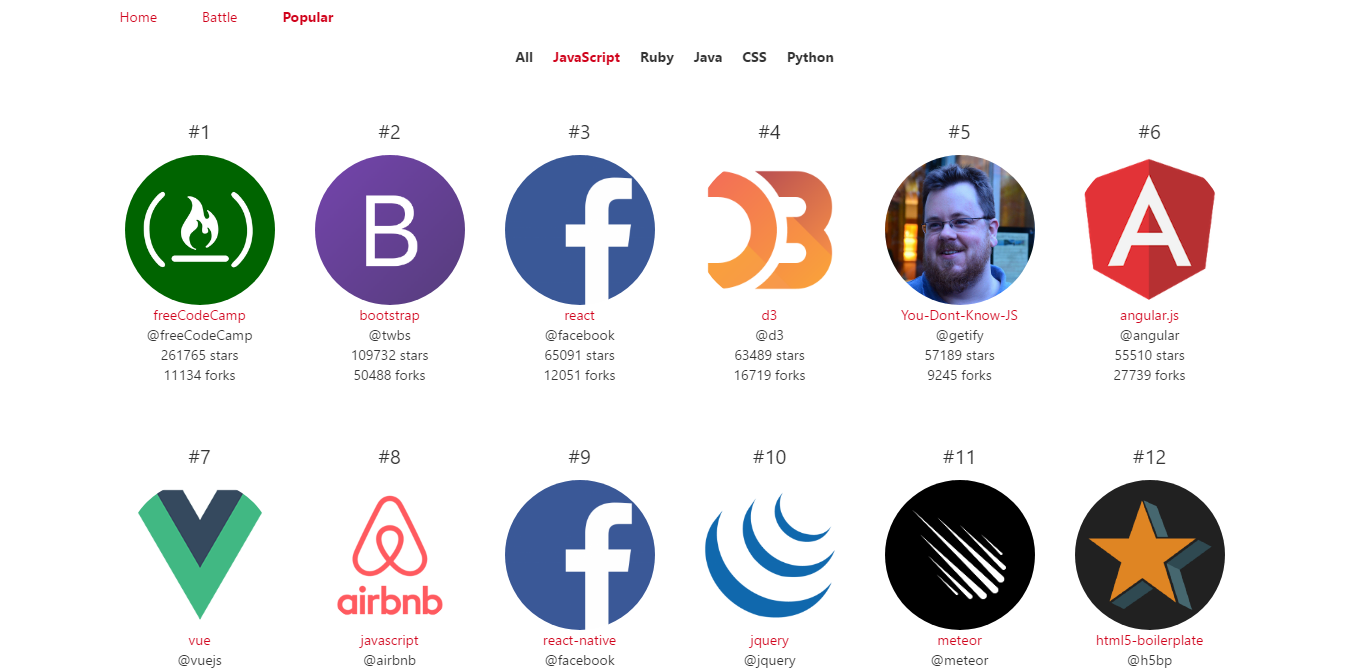 Home Battle Popular
All JavaScript Ruby Java CSS Python
#1 #2 #3 #4 #5 #6
B f D3 A
freeCodeCamp bootstrap react d3 You-Dont-Know-JS angular.js
@freeCodeCamp @twbs @facebook @d3 @getify @angular
261765 stars 109732 stars 65091 stars 63489 stars 57189 stars 55510 stars
11134 forks 50488 forks 12051 forks 16719 forks 9245 forks 27739 forks
#7 #8 #9 #10 #11 #12
airbnb f
vue javascript react-native jquery meteor html5-boilerplate
@vuejs @airbnb @facebook @jquery @meteor @h5bp